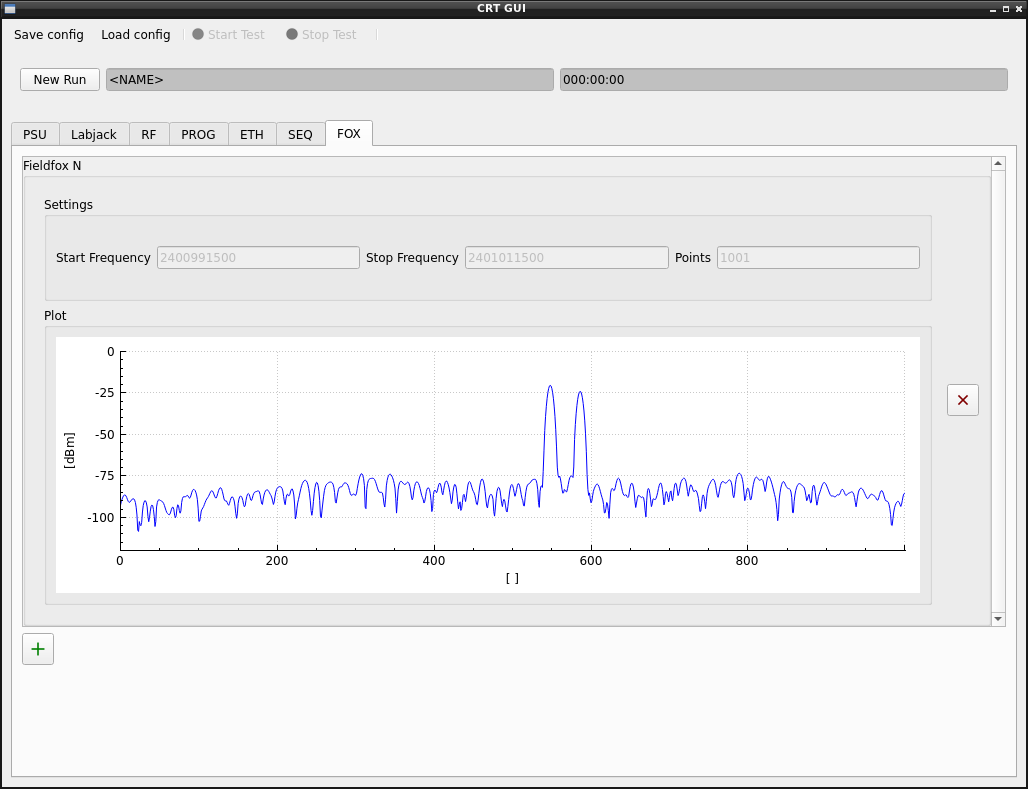 CRT GUI
Save config Load config Start Test Stop Test
New Run <NAME> 000:00:00
PSU Labjack RF PROG ETH SEQ FOX
Fieldfox N
Settings
Start Frequency 2400991500 Stop Frequency 2401011500 Points 1001
Plot
0
-25
-50
-75
-100
[dBm]
0 200 400 600 800
[ ]